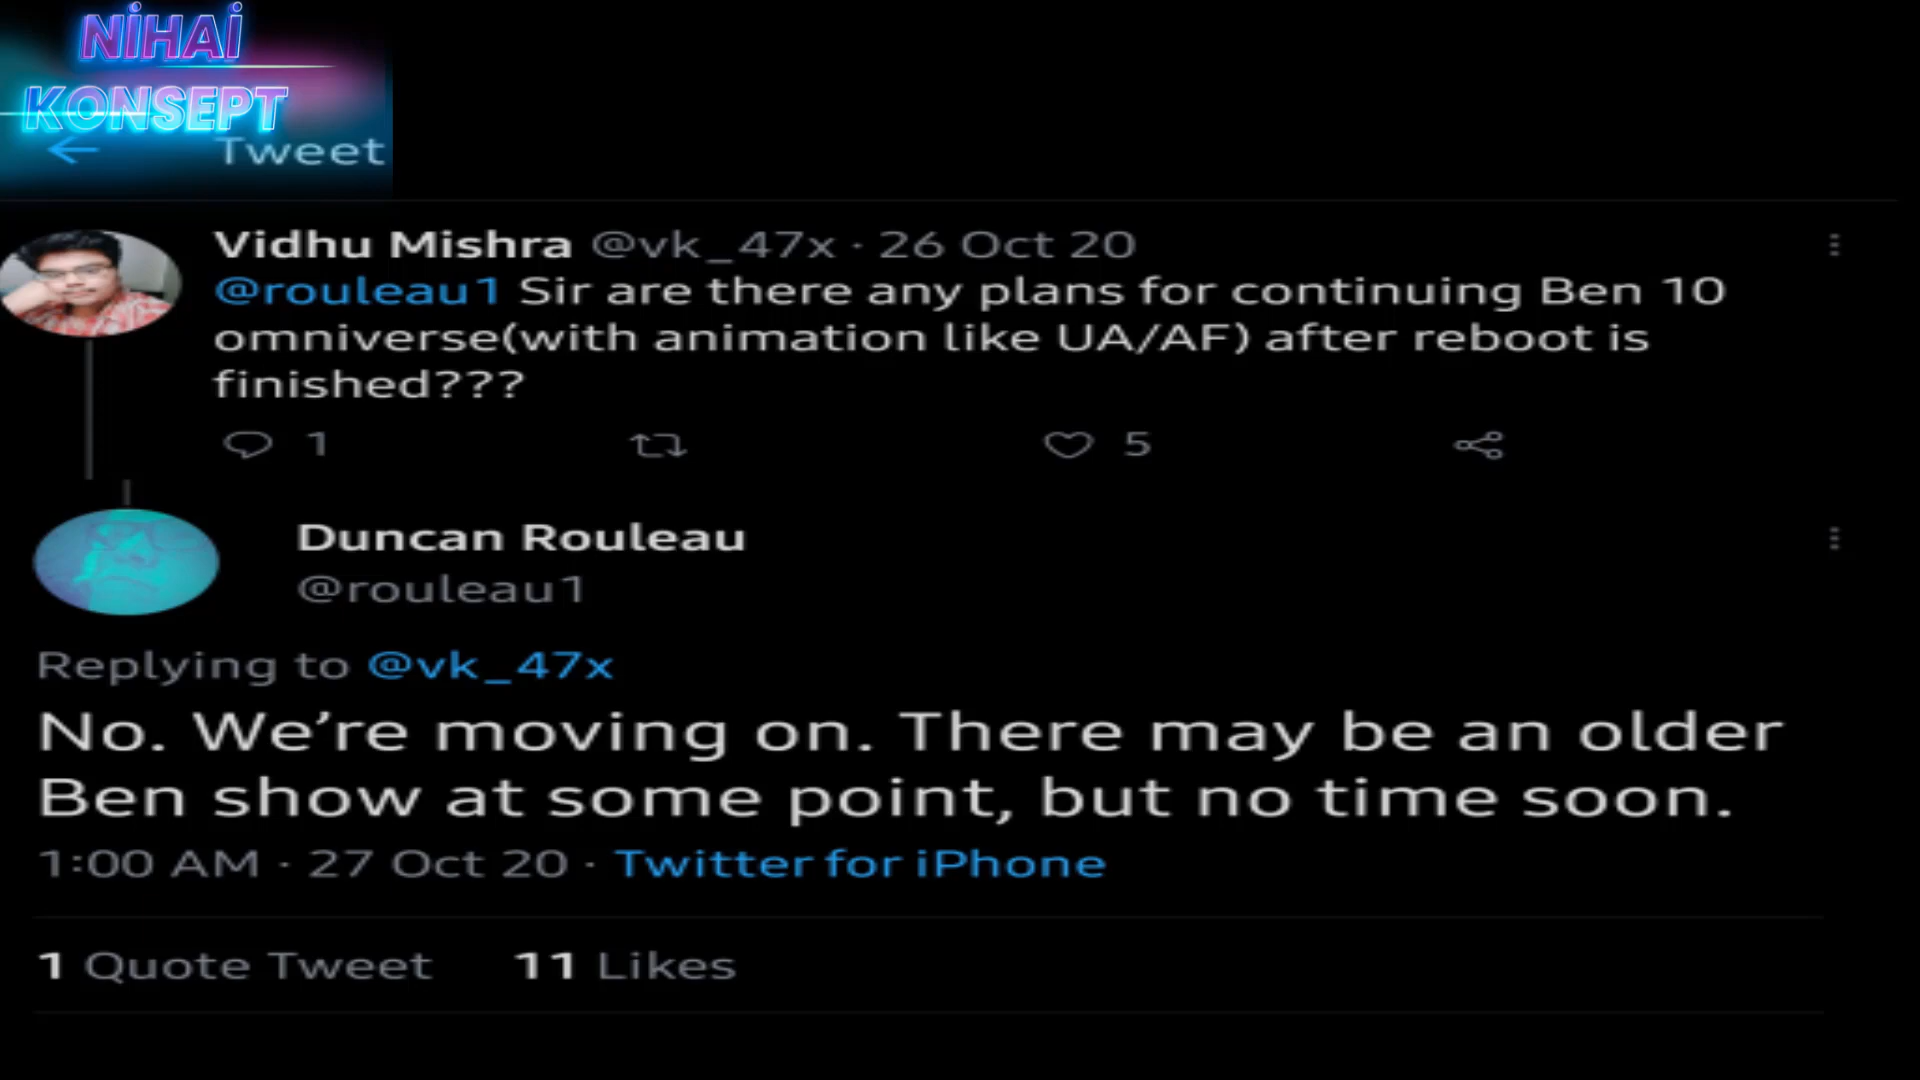 NİHAİ
KONSEPT
Tweet
Vidhu Mishra @vk_47x · 26 Oct 20
@rouleau1 Sir are there any plans for continuing Ben 10
omniverse(with animation like UA/AF) after reboot is
finished???
1 5
Duncan Rouleau
@rouleau1
Replying to @vk_47x
No. We’re moving on. There may be an older
Ben show at some point, but no time soon.
1:00 AM · 27 Oct 20 · Twitter for iPhone
1 Quote Tweet 11 Likes